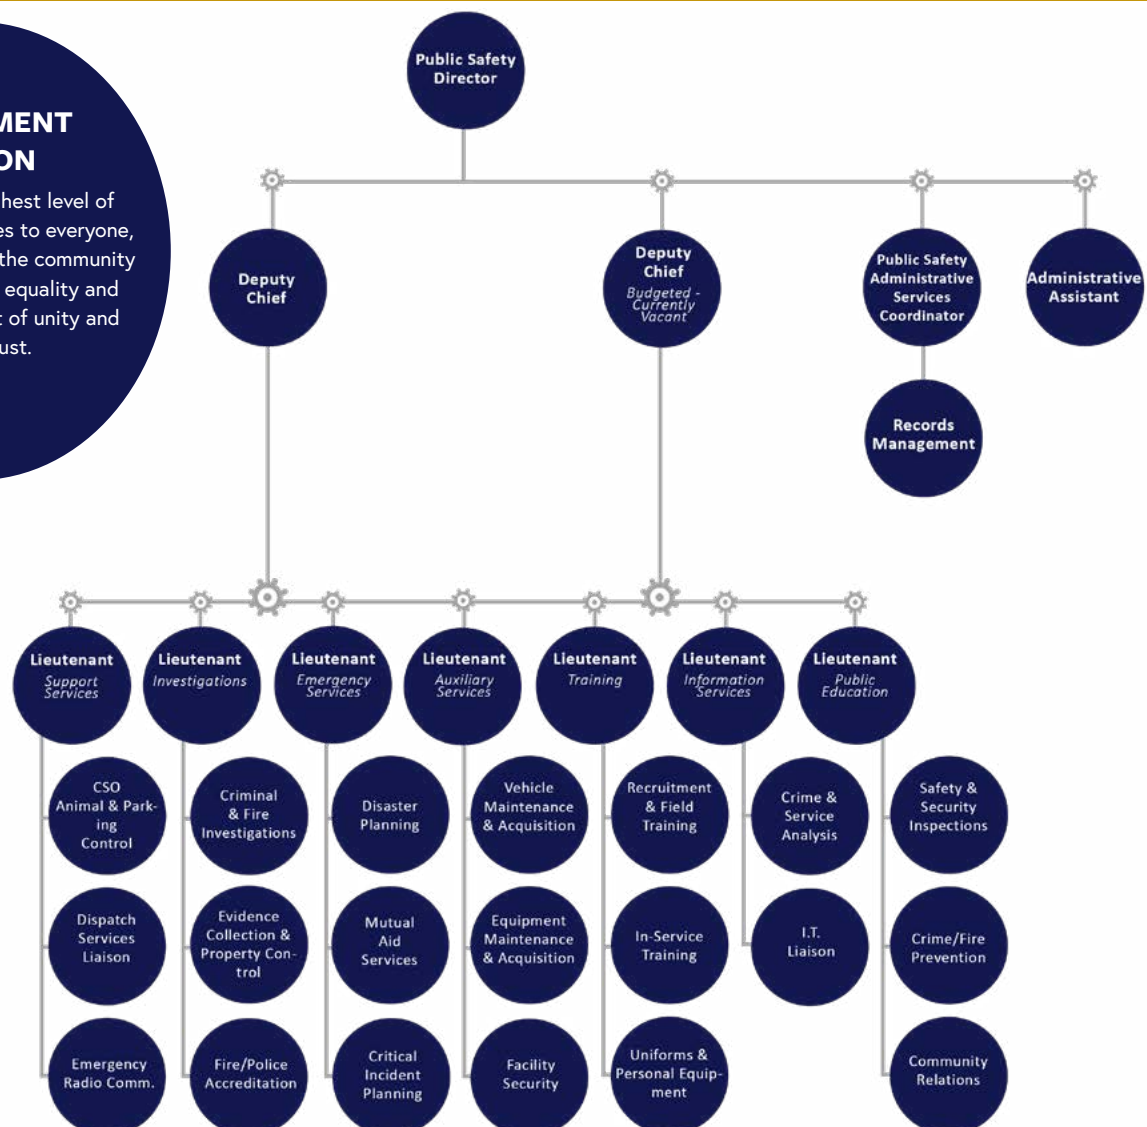 Public Safety
Director
MENT
ON
hest level of
es to everyone,
the community
equality and
t of unity and
ust.
Deputy
Chief
Deputy
Chief
Budgeted -
Currently
Vacant
Public Safety
Administrative
Services
Coordinator
Administrative
Assistant
Records
Management
Lieutenant
Support
Services
Lieutenant
Investigations
Lieutenant
Emergency
Services
Lieutenant
Auxiliary
Services
Lieutenant
Training
Lieutenant
Information
Services
Lieutenant
Public
Education
CSO
Animal & Park-
ing
Control
Criminal
& Fire
Investigations
Disaster
Planning
Vehicle
Maintenance
& Acquisition
Recruitment
& Field
Training
Crime &
Service
Analysis
Safety &
Security
Inspections
Dispatch
Services
Liaison
Evidence
Collection &
Property Con-
trol
Mutual
Aid
Services
Equipment
Maintenance
& Acquisition
In-Service
Training
I.T.
Liaison
Crime/Fire
Prevention
Emergency
Radio Comm.
Fire/Police
Accreditation
Critical
Incident
Planning
Facility
Security
Uniforms &
Personal Equip-
ment
Community
Relations